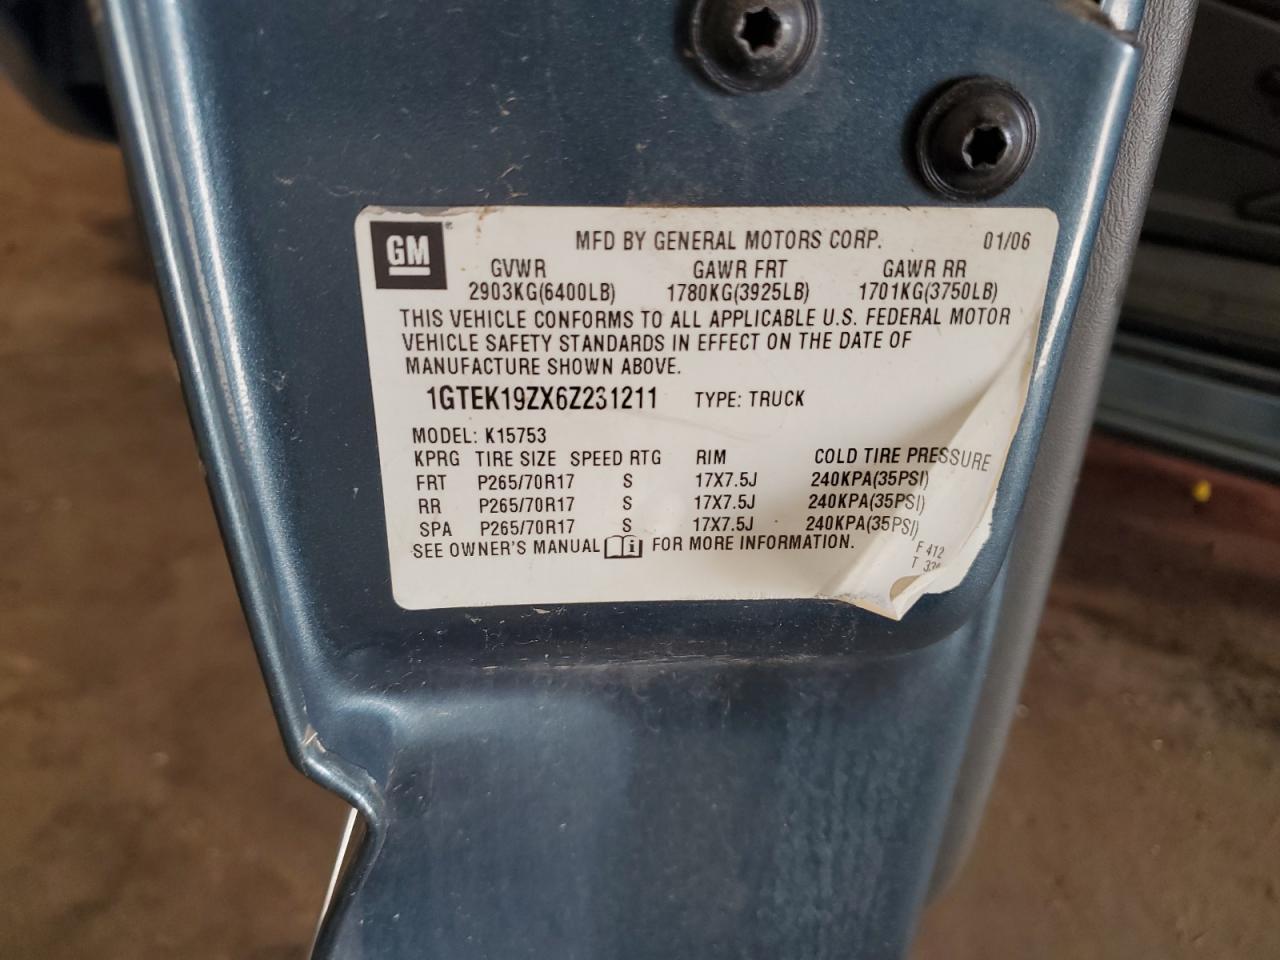 GM® MFD BY GENERAL MOTORS CORP. 01/06
GVWR GAWR FRT GAWR RR
2903KG(6400LB) 1780KG(3925LB) 1701KG(3750LB)
THIS VEHICLE CONFORMS TO ALL APPLICABLE U.S. FEDERAL MOTOR
VEHICLE SAFETY STANDARDS IN EFFECT ON THE DATE OF
MANUFACTURE SHOWN ABOVE.
1GTEK19ZX6Z231211 TYPE: TRUCK
MODEL: K15753
KPRG TIRE SIZE SPEED RTG RIM COLD TIRE PRESSURE
FRT P265/70R17 S 17X7.5J 240KPA(35PSI)
RR P265/70R17 S 17X7.5J 240KPA(35PSI)
SPA P265/70R17 S 17X7.5J 240KPA(35PSI)
SEE OWNER'S MANUAL FOR MORE INFORMATION.
F 412
T